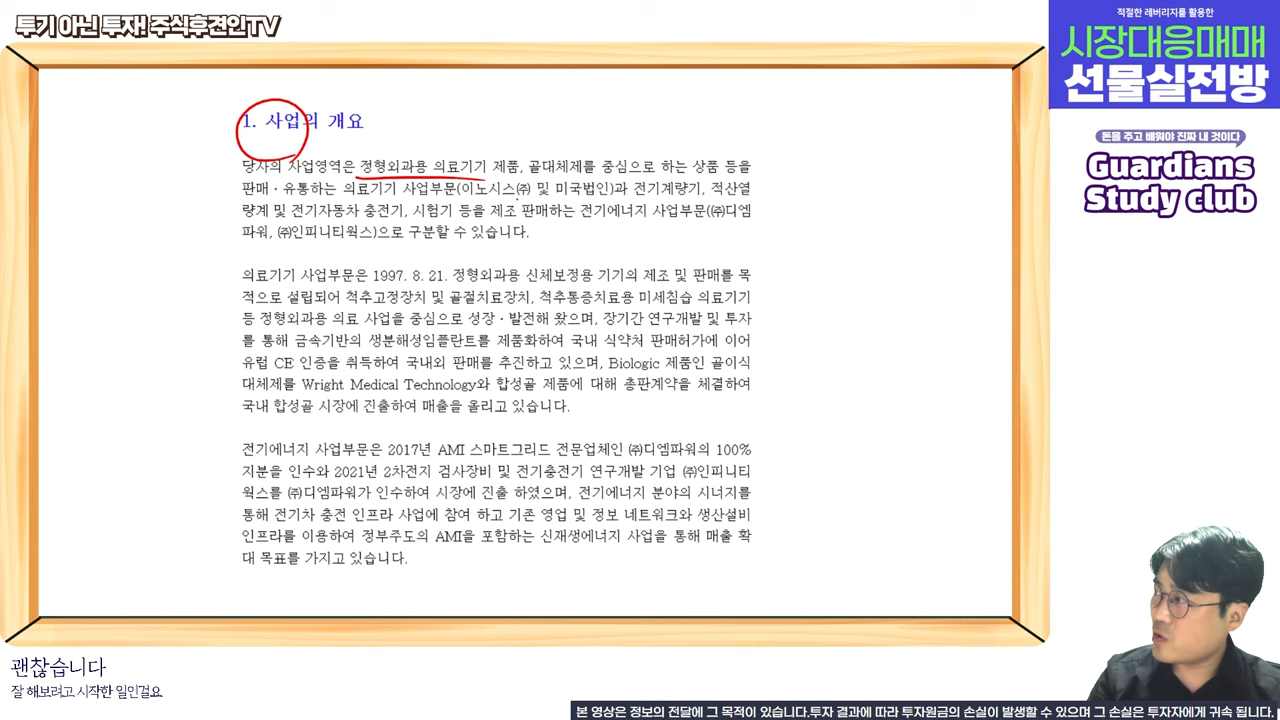 투기 아닌 투자! 주식후견인TV
적절한 레버리지를 활용한
시장대응매매
선물실전방
돈을 주고 배워야 진짜 내 것이다
Guardians
Study club
1. 사업의 개요
당사의 사업영역은 정형외과용 의료기기 제품, 골대체제를 중심으로 하는 상품 등을
판매ㆍ유통하는 의료기기 사업부문(이노시스㈜ 및 미국법인)과 전기계량기, 적산열
량계 및 전기자동차 충전기, 시험기 등을 제조 판매하는 전기에너지 사업부문(㈜디엠
파워, ㈜인피니티웍스)으로 구분할 수 있습니다.
의료기기 사업부문은 1997. 8. 21. 정형외과용 신체보정용 기기의 제조 및 판매를 목
적으로 설립되어 척추고정장치 및 골절치료장치, 척추통증치료용 미세침습 의료기기
등 정형외과용 의료 사업을 중심으로 성장ㆍ발전해 왔으며, 장기간 연구개발 및 투자
를 통해 금속기반의 생분해성임플란트를 제품화하여 국내 식약처 판매허가에 이어
유럽 CE 인증을 취득하여 국내외 판매를 추진하고 있으며, Biologic 제품인 골이식
대체제를 Wright Medical Technology와 합성골 제품에 대해 총판계약을 체결하여
국내 합성골 시장에 진출하여 매출을 올리고 있습니다.
전기에너지 사업부문은 2017년 AMI 스마트그리드 전문업체인 ㈜디엠파워의 100%
지분을 인수와 2021년 2차전지 검사장비 및 전기충전기 연구개발 기업 ㈜인피니티
웍스를 ㈜디엠파워가 인수하여 시장에 진출 하였으며, 전기에너지 분야의 시너지를
통해 전기차 충전 인프라 사업에 참여 하고 기존 영업 및 정보 네트워크와 생산설비
인프라를 이용하여 정부주도의 AMI을 포함하는 신재생에너지 사업을 통해 매출 확
대 목표를 가지고 있습니다.
괜찮습니다
잘 해보려고 시작한 일인걸요
본 영상은 정보의 전달에 그 목적이 있습니다.투자 결과에 따라 투자원금의 손실이 발생할 수 있으며 그 손실은 투자자에게 귀속 됩니다.